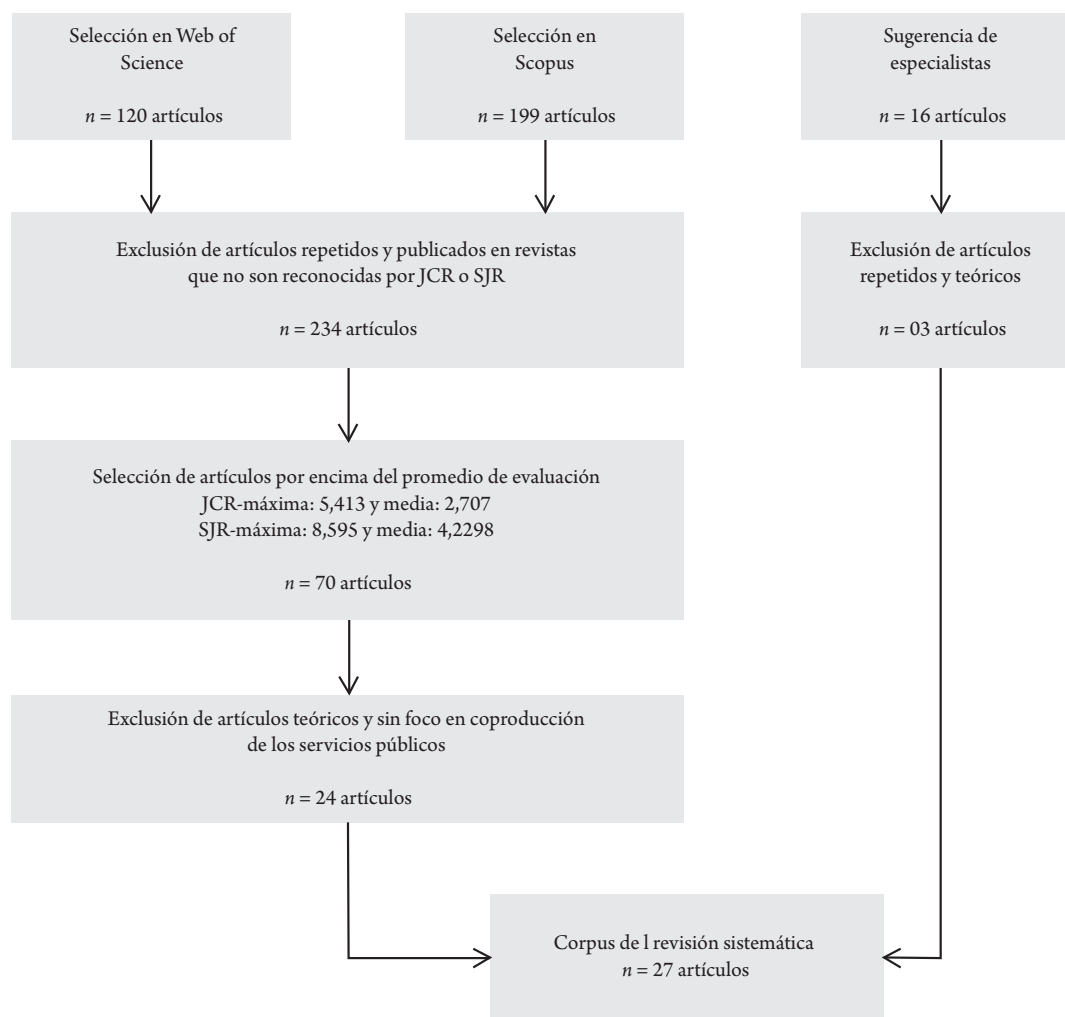 Selección en Web of
Science
n = 120 artículos
Selección en
Scopus
n = 199 artículos
Sugerencia de
especialistas
n = 16 artículos
Exclusión de artículos repetidos y publicados en revistas
que no son reconocidas por JCR o SJR
n = 234 artículos
Exclusión de artículos
repetidos y teóricos
n = 03 artículos
Selección de artículos por encima del promedio de evaluación
JCR-máxima: 5,413 y media: 2,707
SJR-máxima: 8,595 y media: 4,2298
n = 70 artículos
Exclusión de artículos teóricos y sin foco en coproducción
de los servicios públicos
n = 24 artículos
Corpus de l revisión sistemática
n = 27 artículos